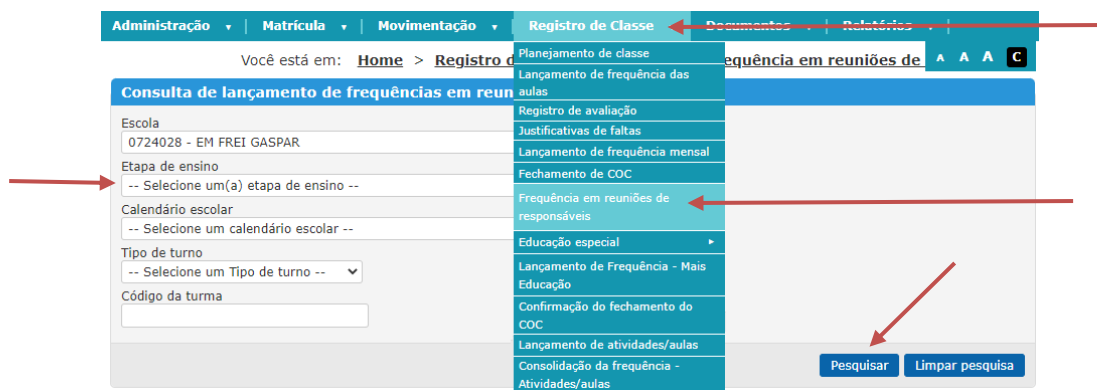 Administração
Matrícula
Movimentação
Registro de Classe
Documentos
Relatórios
Você está em: Home > Registro d
equência em reuniões de
A A A C
Consulta de lançamento de frequências em reun
Escola
0724028 - EM FREI GASPAR
Etapa de ensino
-- Selecione um(a) etapa de ensino --
Calendário escolar
-- Selecione um calendário escolar --
Tipo de turno
-- Selecione um Tipo de turno --
Código da turma
Planejamento de classe
Lançamento de frequência das
aulas
Registro de avaliação
Justificativas de faltas
Lançamento de frequência mensal
Fechamento de COC
Frequência em reuniões de
responsáveis
Educação especial
Lançamento de Frequência - Mais
Educação
Confirmação do fechamento do
COC
Lançamento de atividades/aulas
Consolidação da frequência -
Atividades/aulas
Pesquisar
Limpar pesquisa